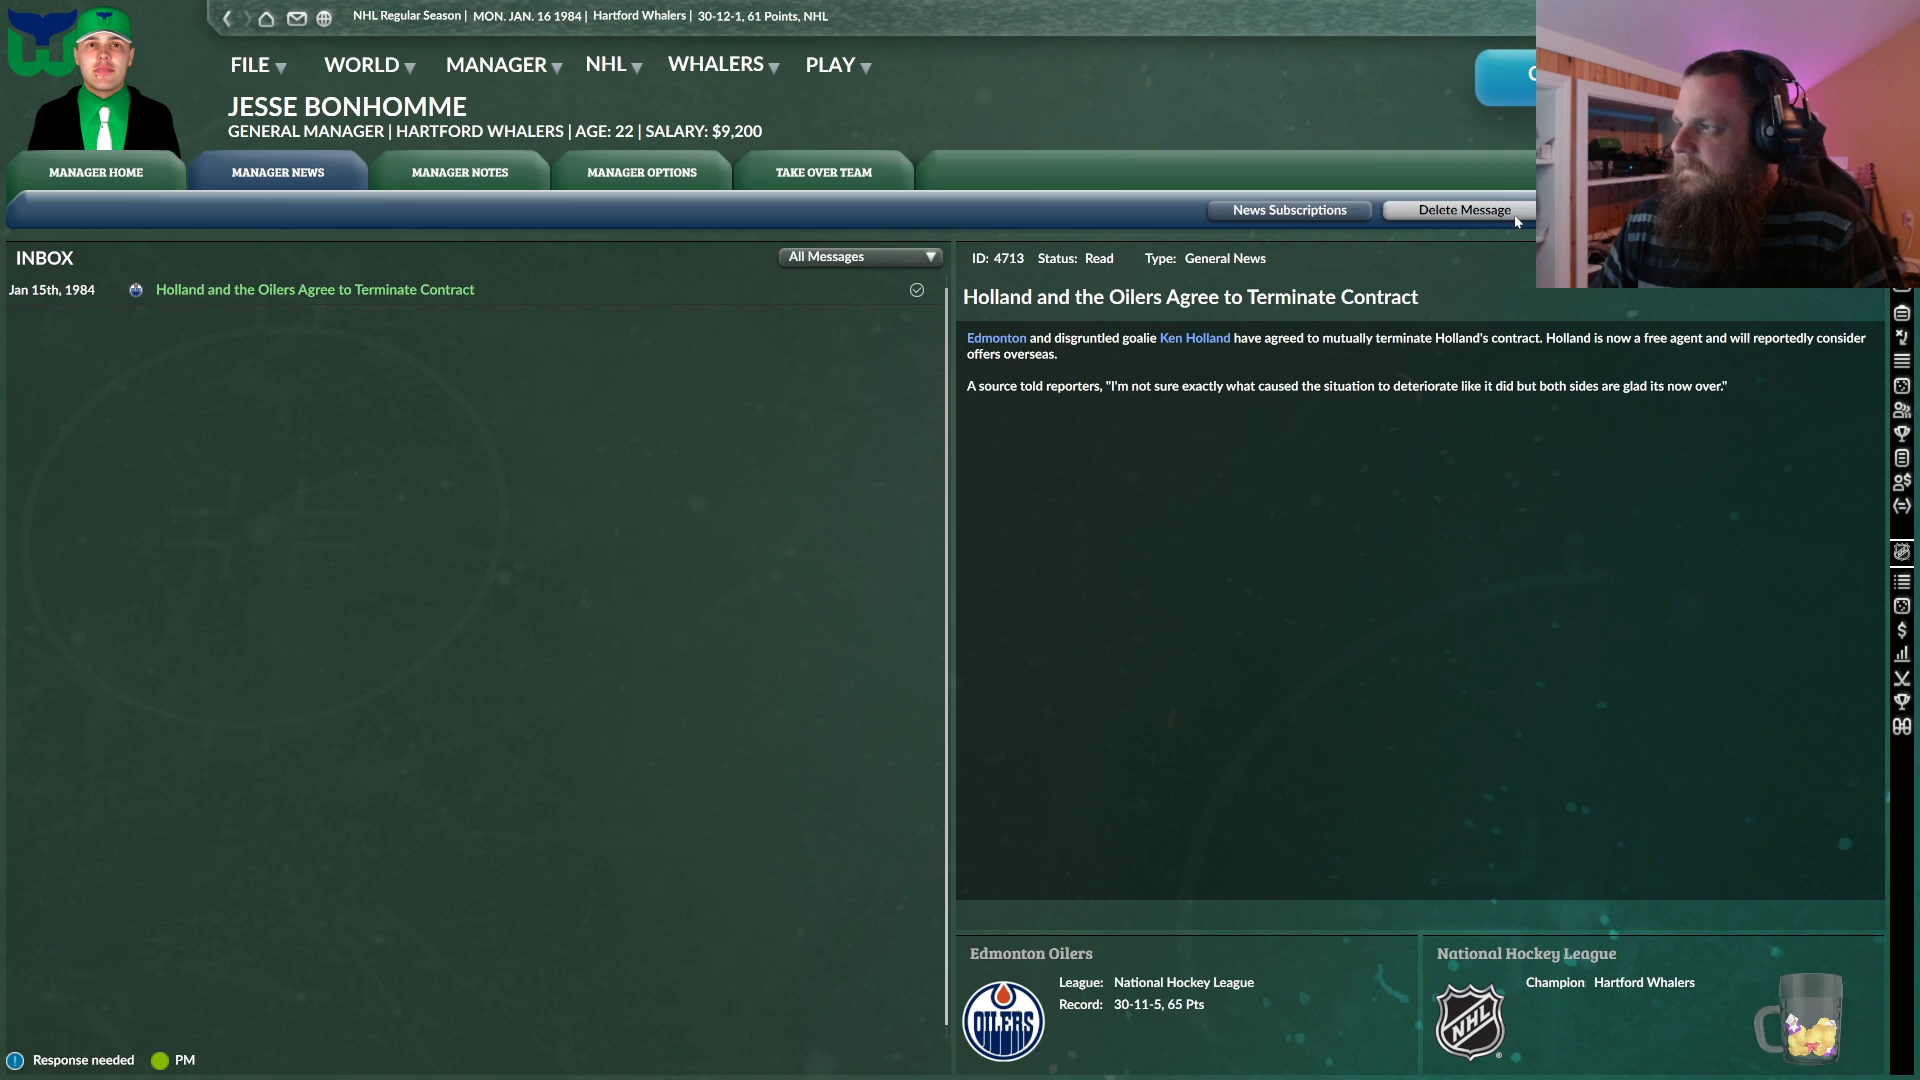 NHL Regular Season | MON. JAN. 16 1984 | Hartford Whalers | 30-12-1, 61 Points, NHL
FILE WORLD MANAGER NHL WHALERS PLAY
JESSE BONHOMME
GENERAL MANAGER | HARTFORD WHALERS | AGE: 22 | SALARY: $9,200
MANAGER HOME MANAGER NEWS MANAGER NOTES MANAGER OPTIONS TAKE OVER TEAM
News Subscriptions Delete Message
INBOX All Messages
Jan 15th, 1984 Holland and the Oilers Agree to Terminate Contract
ID: 4713 Status: Read Type: General News
Holland and the Oilers Agree to Terminate Contract
Edmonton and disgruntled goalie Ken Holland have agreed to mutually terminate Holland's contract. Holland is now a free agent and will reportedly consider
offers overseas.
A source told reporters, "I'm not sure exactly what caused the situation to deteriorate like it did but both sides are glad its now over."
Edmonton Oilers
League: National Hockey League
Record: 30-11-5, 65 Pts
OILERS
National Hockey League
Champion: Hartford Whalers
NHL
Response needed PM